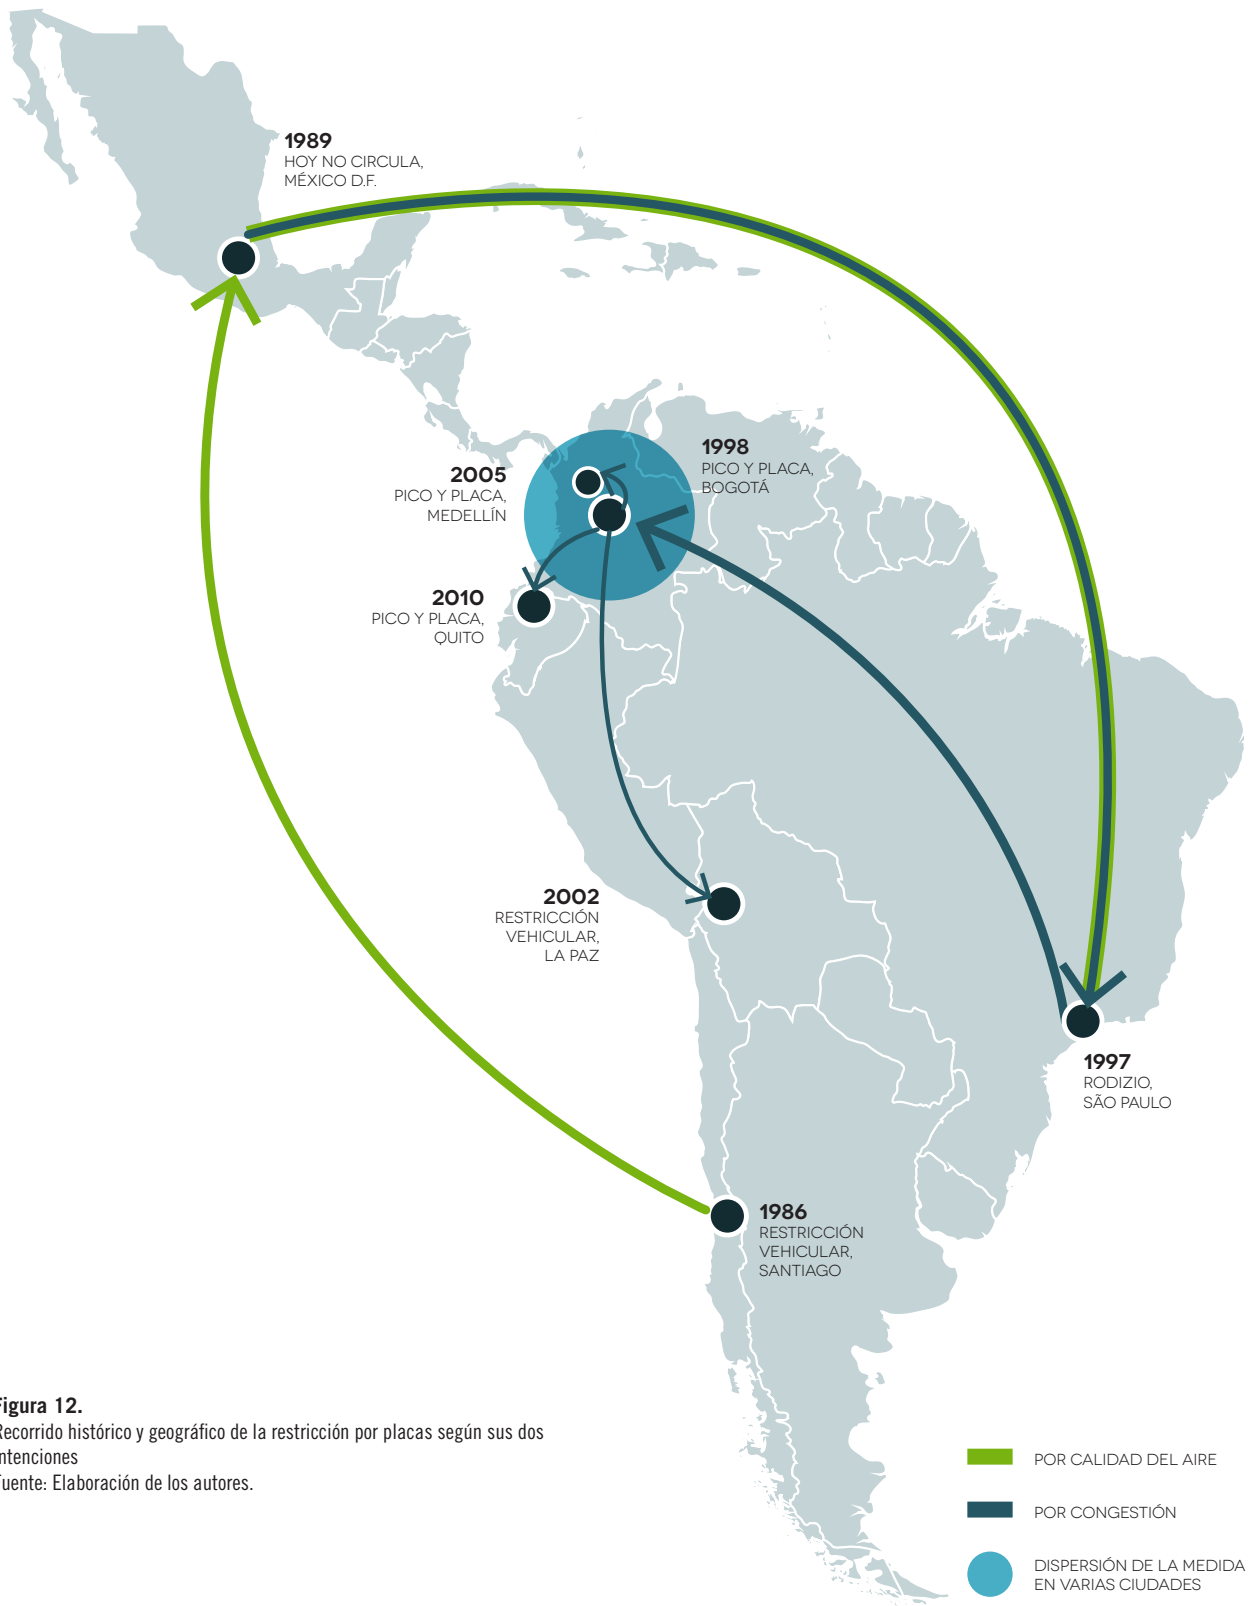 1989
HOY NO CIRCULA,
MÉXICO D.F.
1998
PICO Y PLACA,
BOGOTÁ
2005
PICO Y PLACA,
MEDELLÍN
2010
PICO Y PLACA,
QUITO
2002
RESTRICCIÓN
VEHICULAR,
LA PAZ
1997
RODIZIO,
SÃO PAULO
1986
RESTRICCIÓN
VEHICULAR,
SANTIAGO
Figura 12.
Recorrido histórico y geográfico de la restricción por placas según sus dos
intenciones
Fuente: Elaboración de los autores.
POR CALIDAD DEL AIRE
POR CONGESTIÓN
DISPERSIÓN DE LA MEDIDA
EN VARIAS CIUDADES